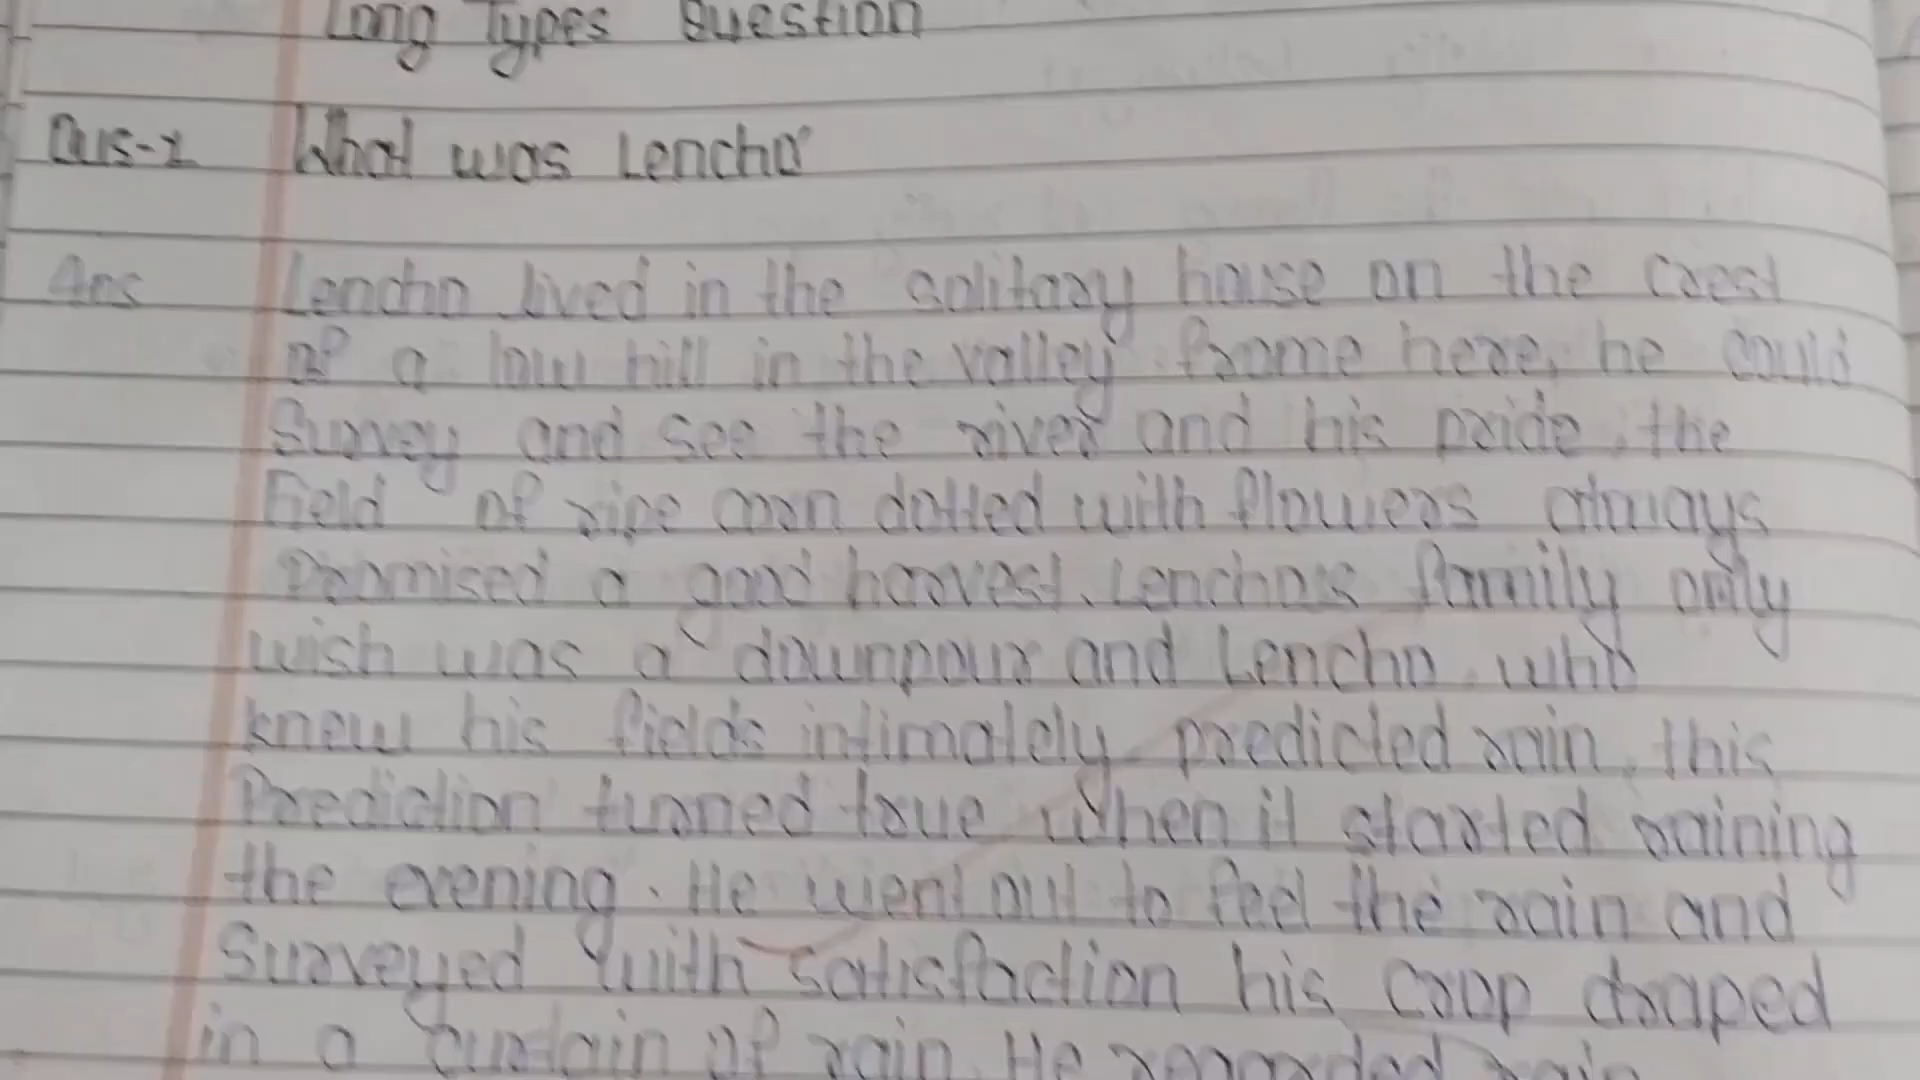 Long Types Question
Qus-1 What was Lencho
Ans Lencho lived in the solitary house on the crest
of a low hill in the valley frome here, he could
Survey and see the river and his pride, the
Field of ripe corn dotted with flowers always
Promised a good harvest. Lenchos family only
wish was a downpour and Lencho, who
knew his fields intimately predicted rain, this
Prediction turned true when it started raining
the evening. He went out to feel the rain and
Surveyed with satisfaction his Crop draped
in a curtain of rain. He regarded rain